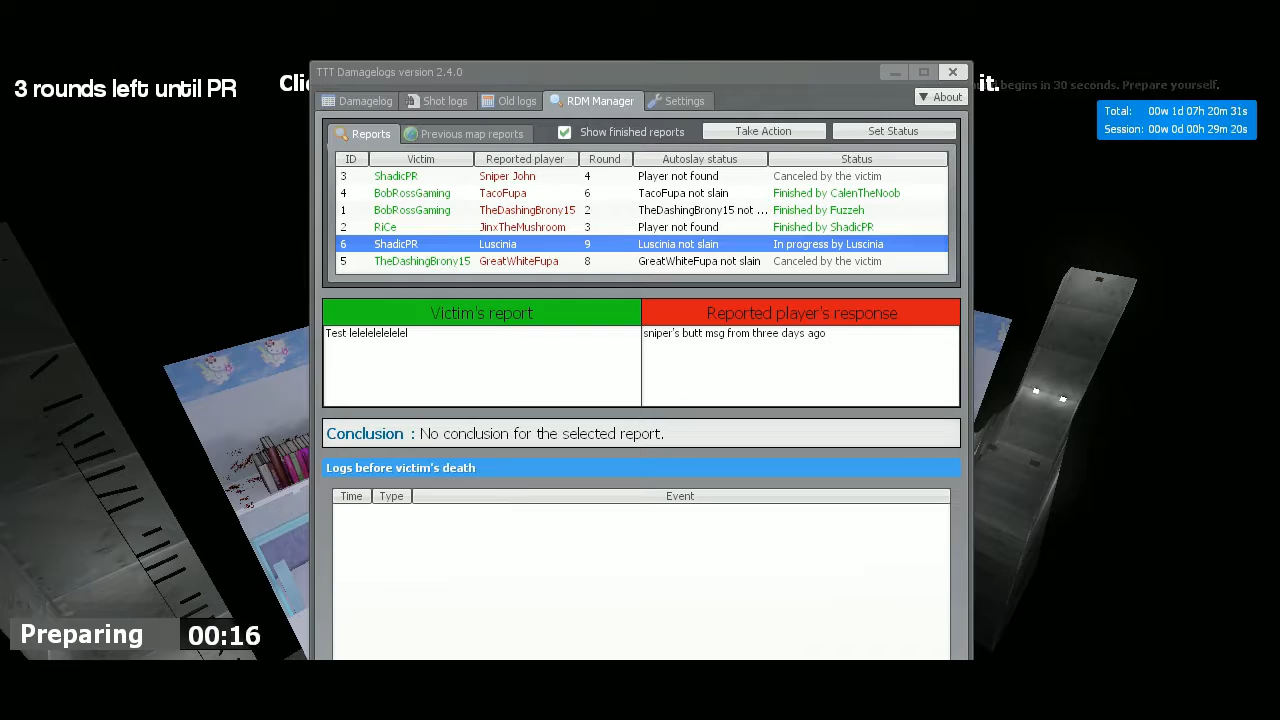 TTT Damagelogs version 2.4.0
3 rounds left until PR
Clic
it.
begins in 30 seconds. Prepare yourself.
Damagelog Shot logs Old logs RDM Manager Settings
About
Total: 00w 1d 07h 20m 31s
Session: 00w 0d 00h 29m 20s
Reports Previous map reports Show finished reports Take Action Set Status
ID Victim Reported player Round Autoslay status Status
3 ShadicPR Sniper John 4 Player not found Canceled by the victim
4 BobRossGaming TacoFupa 6 TacoFupa not slain Finished by CalenTheNoob
1 BobRossGaming TheDashingBrony15 2 TheDashingBrony15 not ... Finished by Fuzzeh
2 RiCe JinxTheMushroom 3 Player not found Finished by ShadicPR
6 ShadicPR Luscinia 9 Luscinia not slain In progress by Luscinia
5 TheDashingBrony15 GreatWhiteFupa 8 GreatWhiteFupa not slain Canceled by the victim
Victim's report Reported player's response
Test lelelelelelelel sniper's butt msg from three days ago
Conclusion : No conclusion for the selected report.
Logs before victim's death
Time Type Event
Preparing 00:16